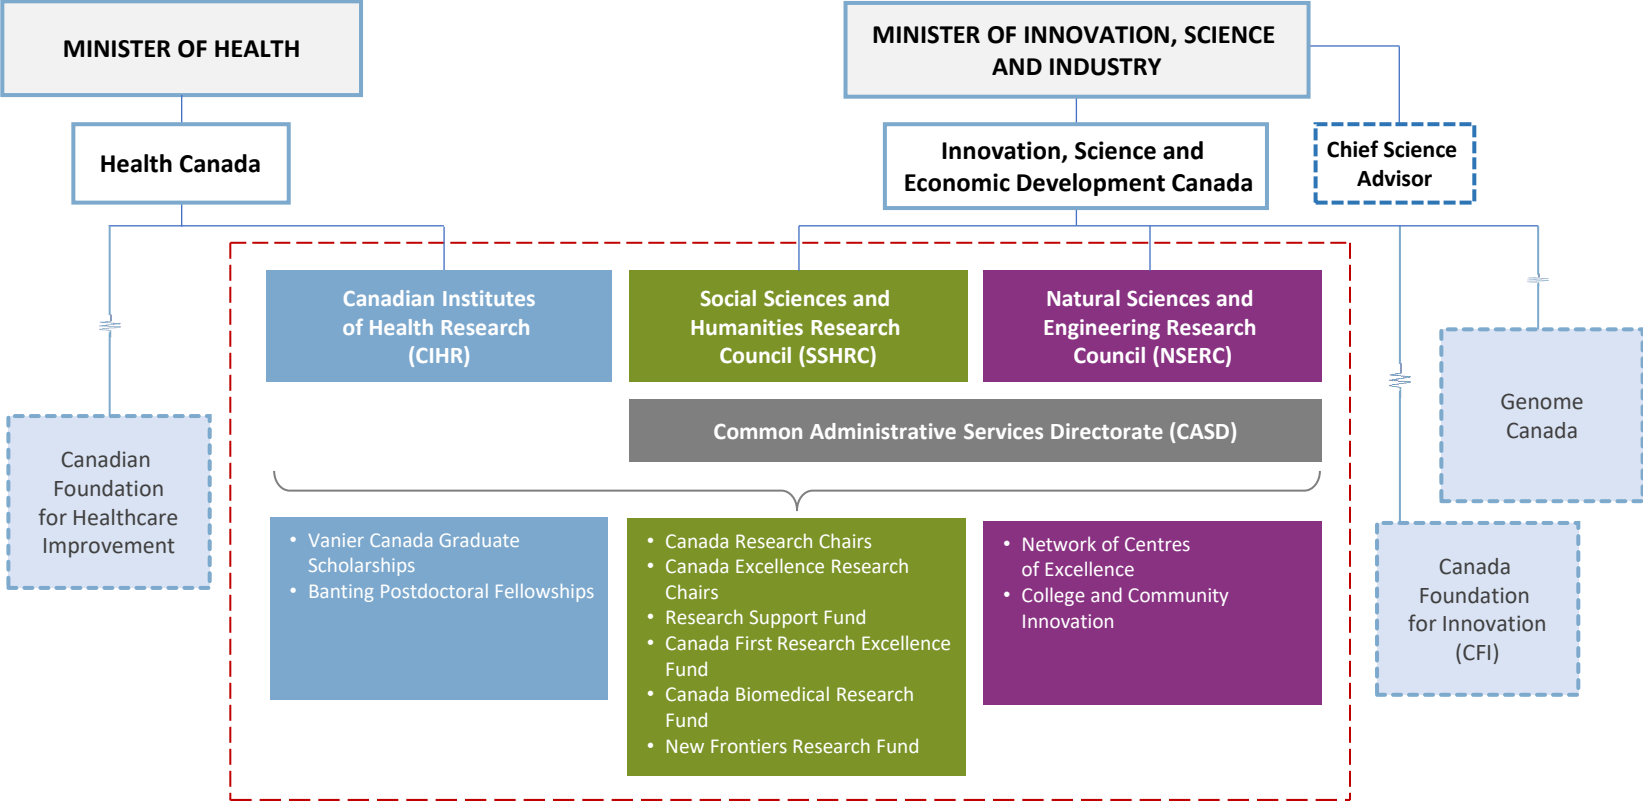 MINISTER OF HEALTH
MINISTER OF INNOVATION, SCIENCE
AND INDUSTRY
Health Canada
Innovation, Science and
Economic Development Canada
Chief Science
Advisor
Canadian Institutes
of Health Research
(CIHR)
Social Sciences and
Humanities Research
Council (SSHRC)
Natural Sciences and
Engineering Research
Council (NSERC)
Common Administrative Services Directorate (CASD)
Canadian
Foundation
for Healthcare
Improvement
Genome
Canada
• Vanier Canada Graduate
Scholarships
• Banting Postdoctoral Fellowships
• Canada Research Chairs
• Canada Excellence Research
Chairs
• Research Support Fund
• Canada First Research Excellence
Fund
• Canada Biomedical Research
Fund
• New Frontiers Research Fund
• Network of Centres
of Excellence
• College and Community
Innovation
Canada
Foundation
for Innovation
(CFI)